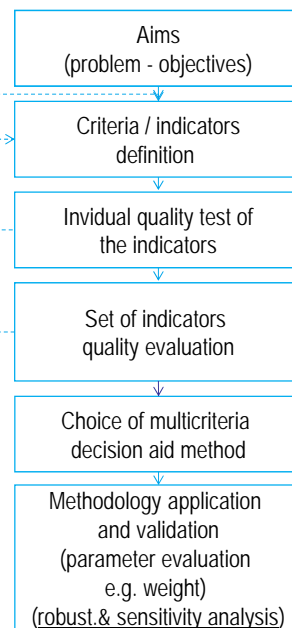 Aims
(problem - objectives)
Criteria / indicators
definition
Invidual quality test of
the indicators
Set of indicators
quality evaluation
Choice of multicriteria
decision aid method
Methodology application
and validation
(parameter evaluation
e.g. weight)
(robust.& sensitivity analysis)